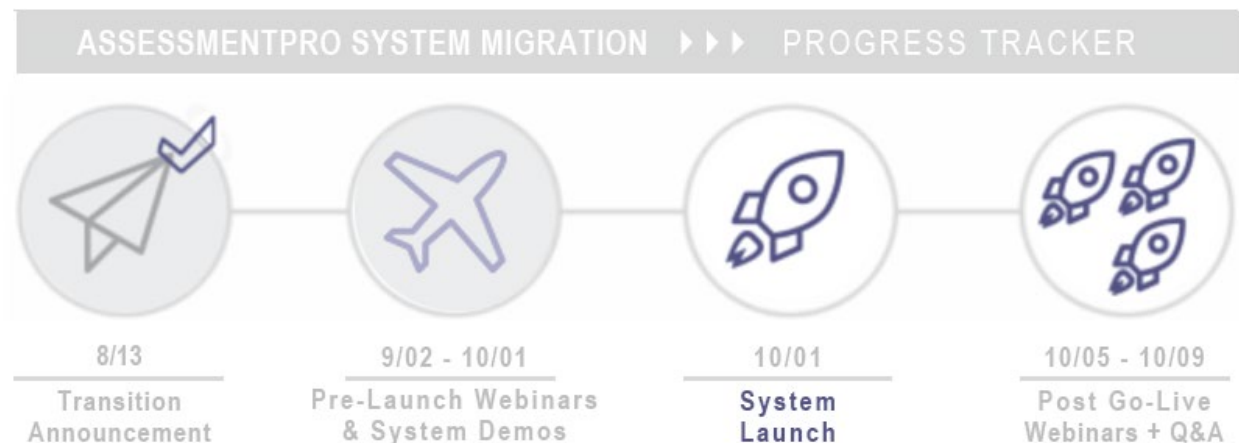 ASSESSMENTPRO SYSTEM MIGRATION PROGRESS TRACKER
8/13
Transition
Announcement
9/02 - 10/01
Pre-Launch Webinars
& System Demos
10/01
System
Launch
10/05 - 10/09
Post Go-Live
Webinars + Q&A